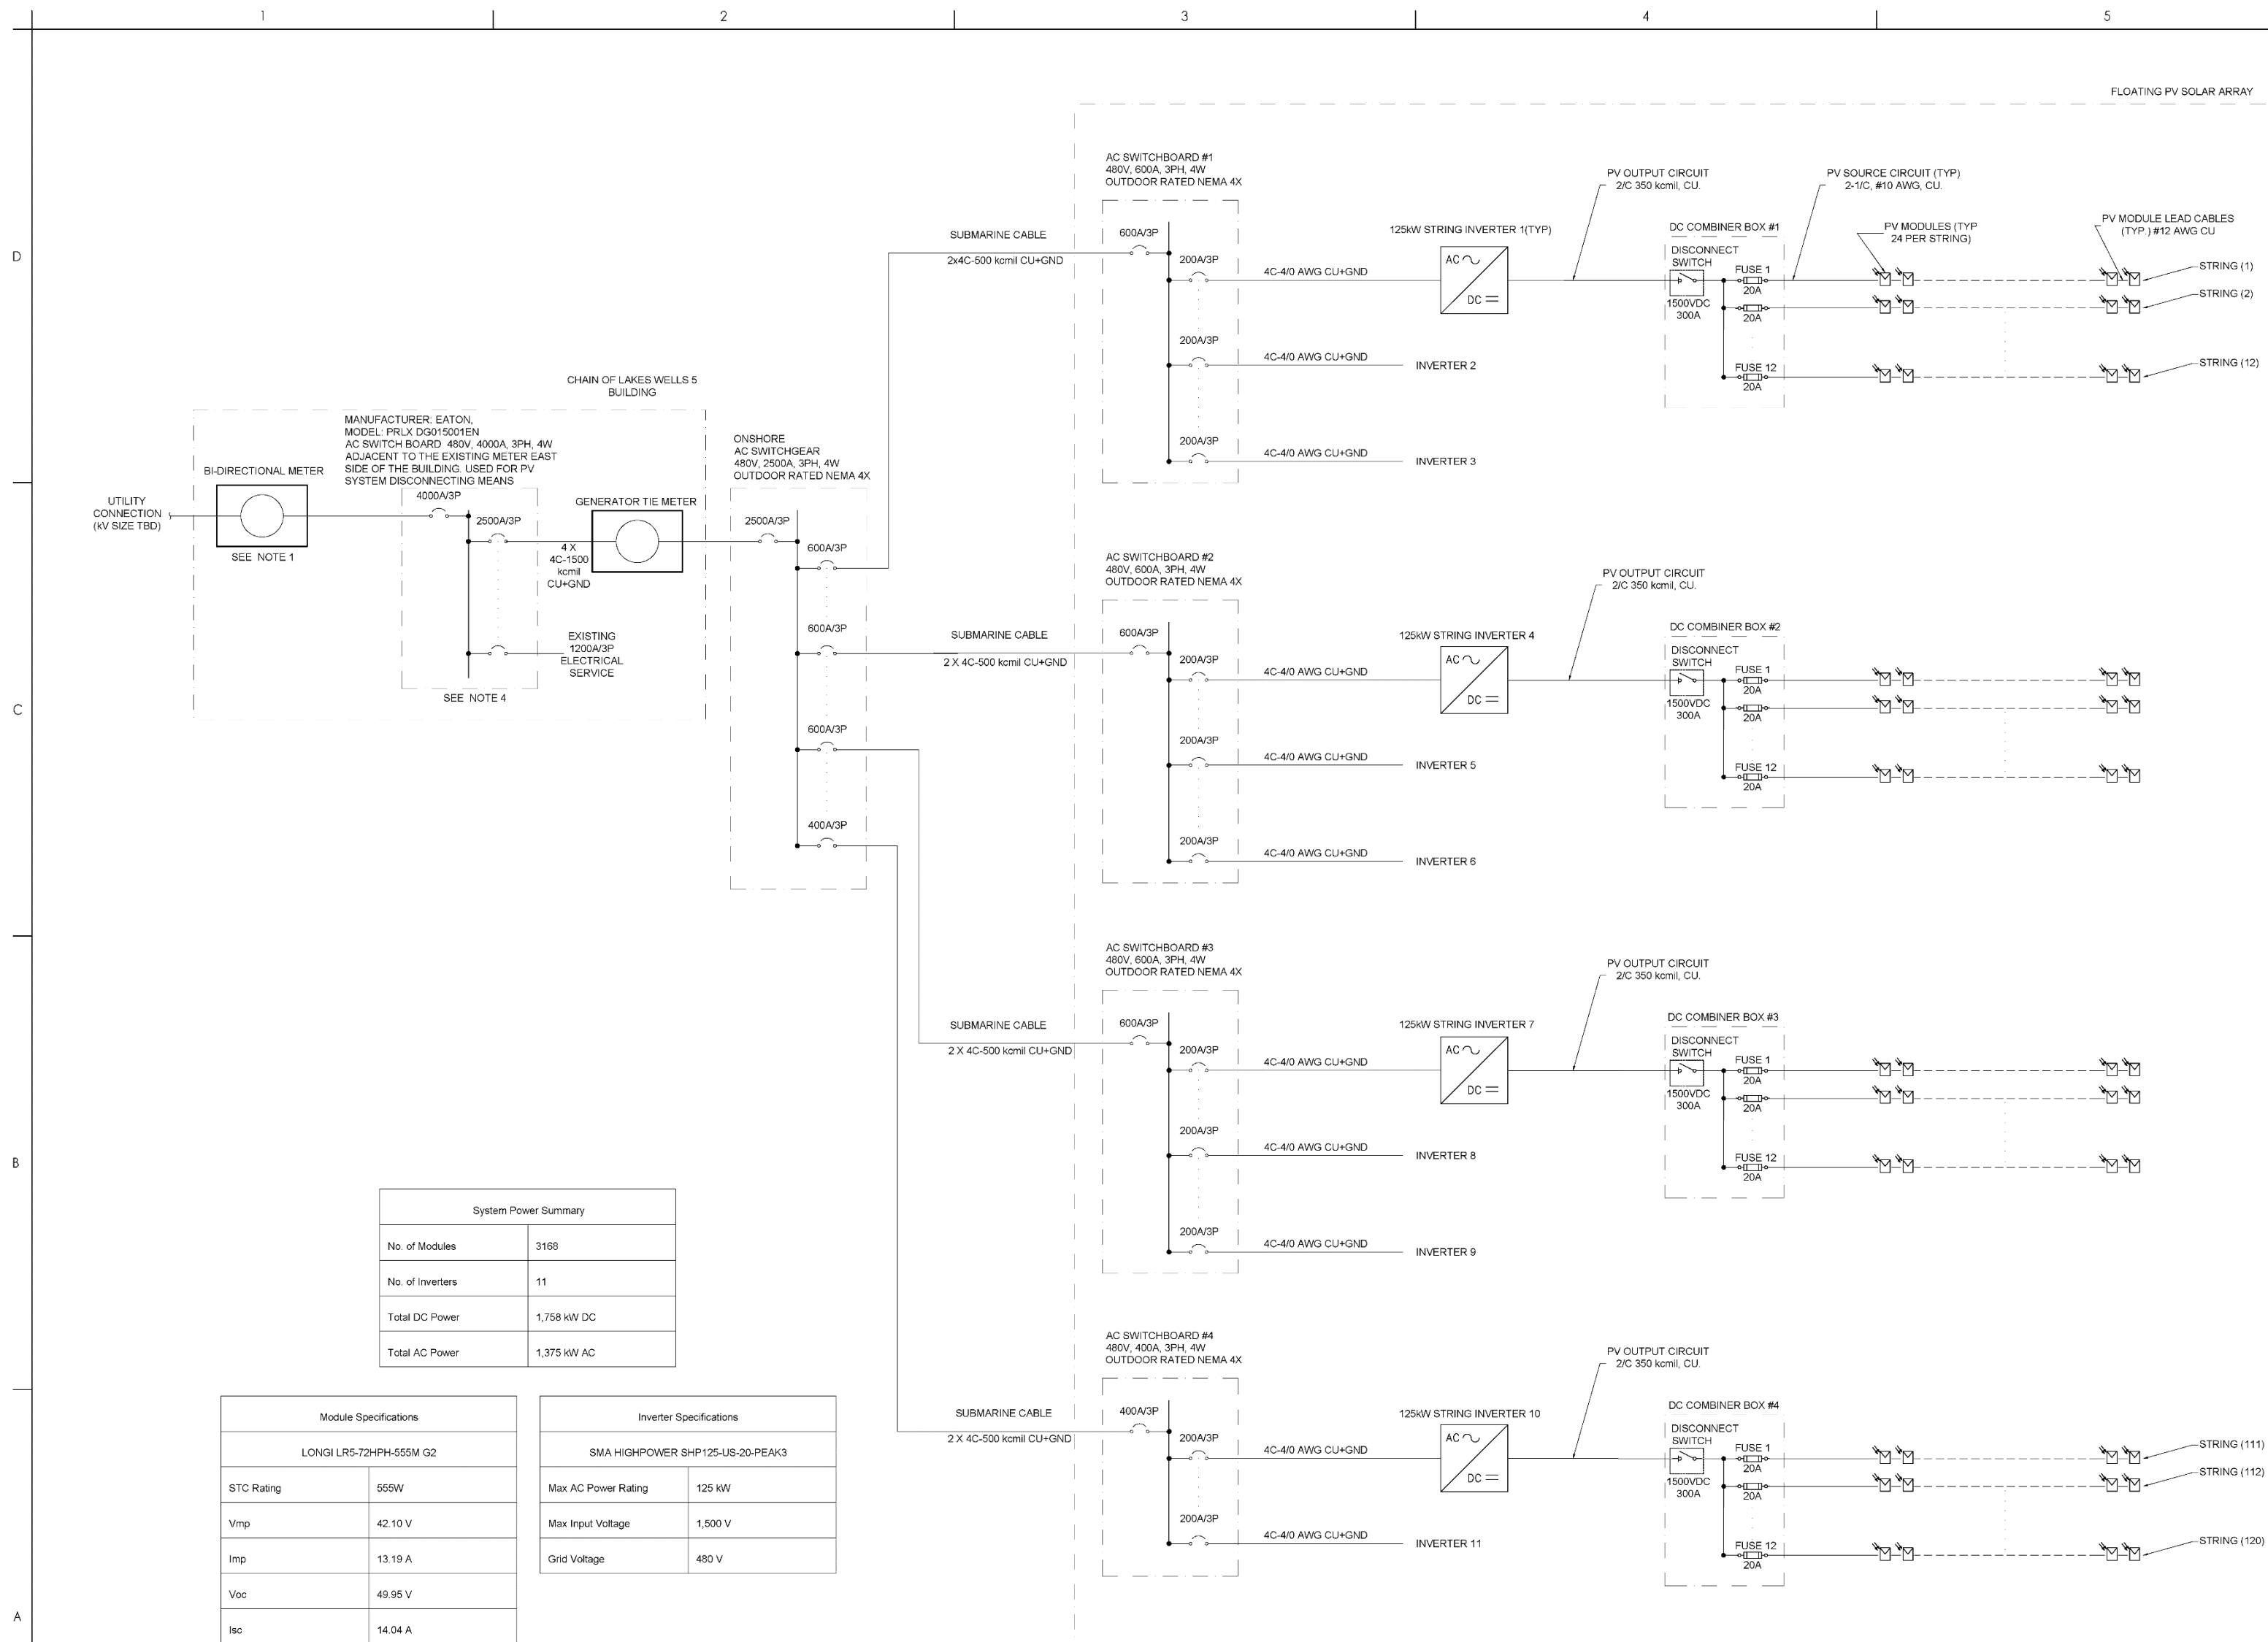 1
2
3
4
5
D
C
B
A
FLOATING PV SOLAR ARRAY
UTILITY
CONNECTION
(kV SIZE TBD)
BI-DIRECTIONAL METER
SEE NOTE 1
CHAIN OF LAKES WELLS 5
BUILDING
MANUFACTURER: EATON,
MODEL: PRLX DG015001EN
AC SWITCH BOARD 480V, 4000A, 3PH, 4W
ADJACENT TO THE EXISTING METER EAST
SIDE OF THE BUILDING. USED FOR PV
SYSTEM DISCONNECTING MEANS
4000A/3P
2500A/3P
4 X
4C-1500
kcmil
CU+GND
GENERATOR TIE METER
EXISTING
1200A/3P
ELECTRICAL
SERVICE
SEE NOTE 4
ONSHORE
AC SWITCHGEAR
480V, 2500A, 3PH, 4W
OUTDOOR RATED NEMA 4X
2500A/3P
600A/3P
600A/3P
600A/3P
400A/3P
SUBMARINE CABLE
2x4C-500 kcmil CU+GND
AC SWITCHBOARD #1
480V, 600A, 3PH, 4W
OUTDOOR RATED NEMA 4X
600A/3P
200A/3P
4C-4/0 AWG CU+GND
200A/3P
4C-4/0 AWG CU+GND
INVERTER 2
200A/3P
4C-4/0 AWG CU+GND
INVERTER 3
125kW STRING INVERTER 1(TYP)
AC
DC
PV OUTPUT CIRCUIT
2/C 350 kcmil, CU.
DC COMBINER BOX #1
DISCONNECT
SWITCH
1500VDC
300A
FUSE 1
20A
20A
FUSE 12
20A
PV SOURCE CIRCUIT (TYP)
2-1/C, #10 AWG, CU.
PV MODULES (TYP
24 PER STRING)
PV MODULE LEAD CABLES
(TYP.) #12 AWG CU
STRING (1)
STRING (2)
STRING (12)
SUBMARINE CABLE
2 X 4C-500 kcmil CU+GND
AC SWITCHBOARD #2
480V, 600A, 3PH, 4W
OUTDOOR RATED NEMA 4X
600A/3P
200A/3P
4C-4/0 AWG CU+GND
200A/3P
4C-4/0 AWG CU+GND
INVERTER 5
200A/3P
4C-4/0 AWG CU+GND
INVERTER 6
125kW STRING INVERTER 4
AC
DC
PV OUTPUT CIRCUIT
2/C 350 kcmil, CU.
DC COMBINER BOX #2
DISCONNECT
SWITCH
1500VDC
300A
FUSE 1
20A
20A
FUSE 12
20A
SUBMARINE CABLE
2 X 4C-500 kcmil CU+GND
AC SWITCHBOARD #3
480V, 600A, 3PH, 4W
OUTDOOR RATED NEMA 4X
600A/3P
200A/3P
4C-4/0 AWG CU+GND
200A/3P
4C-4/0 AWG CU+GND
INVERTER 8
200A/3P
4C-4/0 AWG CU+GND
INVERTER 9
125kW STRING INVERTER 7
AC
DC
PV OUTPUT CIRCUIT
2/C 350 kcmil, CU.
DC COMBINER BOX #3
DISCONNECT
SWITCH
1500VDC
300A
FUSE 1
20A
20A
FUSE 12
20A
SUBMARINE CABLE
2 X 4C-500 kcmil CU+GND
AC SWITCHBOARD #4
480V, 400A, 3PH, 4W
OUTDOOR RATED NEMA 4X
400A/3P
200A/3P
4C-4/0 AWG CU+GND
200A/3P
4C-4/0 AWG CU+GND
INVERTER 11
125kW STRING INVERTER 10
AC
DC
PV OUTPUT CIRCUIT
2/C 350 kcmil, CU.
DC COMBINER BOX #4
DISCONNECT
SWITCH
1500VDC
300A
FUSE 1
20A
20A
FUSE 12
20A
STRING (111)
STRING (112)
STRING (120)
System Power Summary
No. of Modules 3168
No. of Inverters 11
Total DC Power 1,758 kW DC
Total AC Power 1,375 kW AC
Module Specifications
LONGI LR5-72HPH-555M G2
STC Rating 555W
Vmp 42.10 V
Imp 13.19 A
Voc 49.95 V
Isc 14.04 A
Inverter Specifications
SMA HIGHPOWER SHP125-US-20-PEAK3
Max AC Power Rating 125 kW
Max Input Voltage 1,500 V
Grid Voltage 480 V